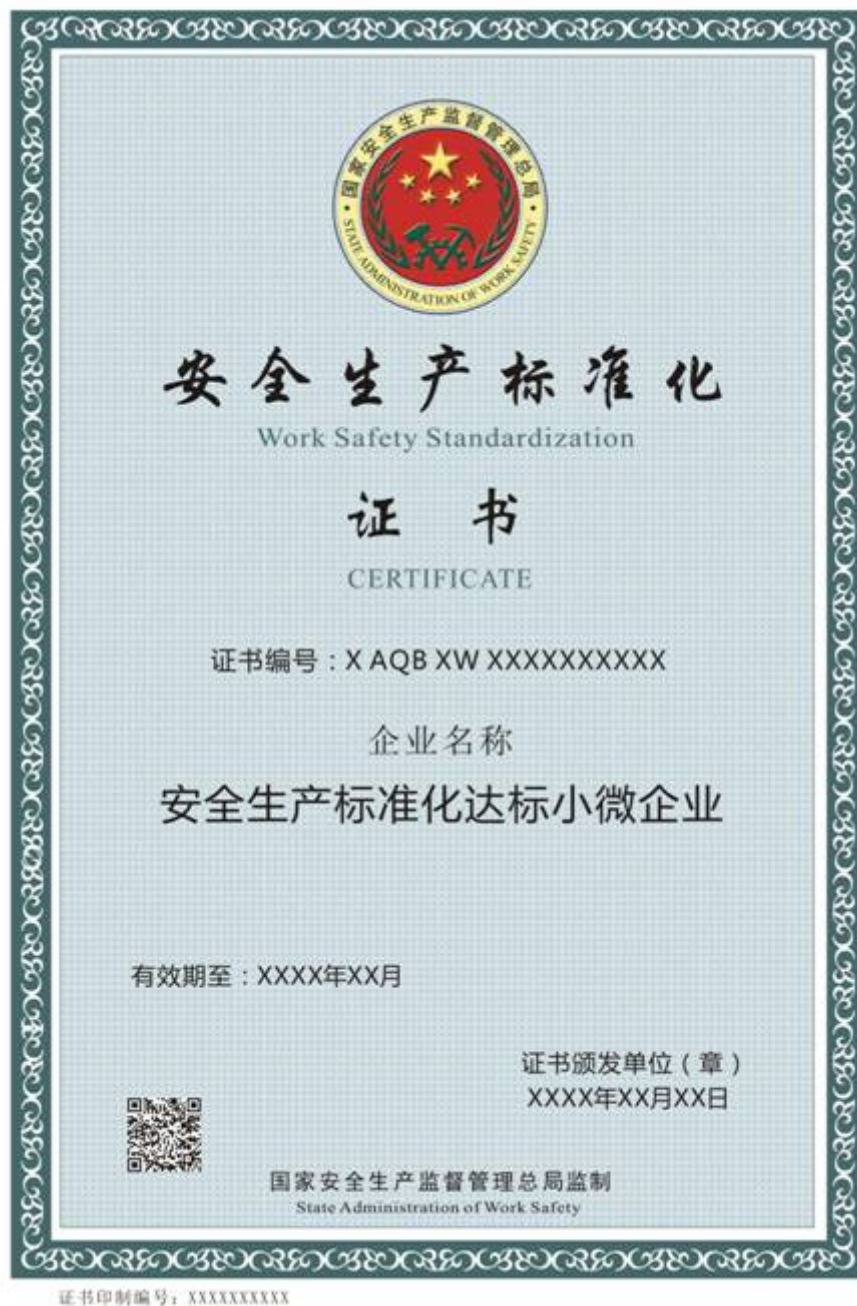 国家安全生产监督管理总局
STATE ADMINISTRATION OF WORK SAFETY
安全生产标准化
Work Safety Standardization
证 书
CERTIFICATE
证书编号：X AQB XW XXXXXXXXXX
企业名称
安全生产标准化达标小微企业
有效期至：XXXX年XX月
证书颁发单位（章）
XXXX年XX月XX日
国家安全生产监督管理总局监制
State Administration of Work Safety
证书印制编号：XXXXXXXXXX